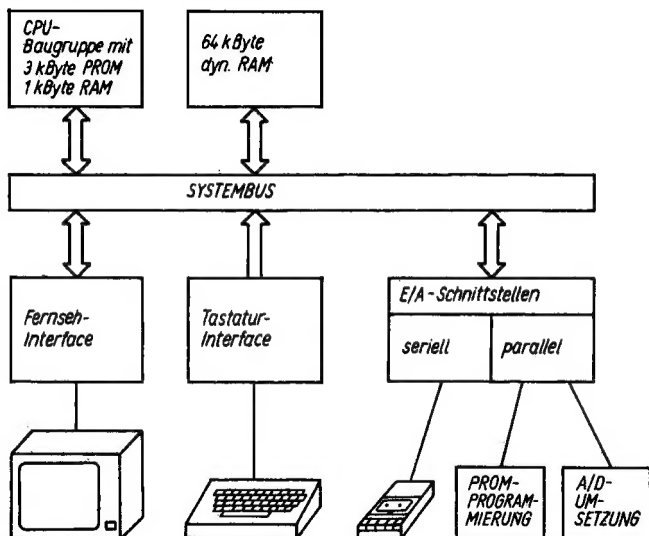 CPU-
Baugruppe mit
3 kByte PROM
1 kByte RAM
64 kByte
dyn. RAM
SYSTEMBUS
Fernseh-
Interface
Tastatur-
Interface
E/A-Schnittstellen
seriell
parallel
PROM-
PROGRAM-
MIERUNG
A/D-
UM-
SETZUNG